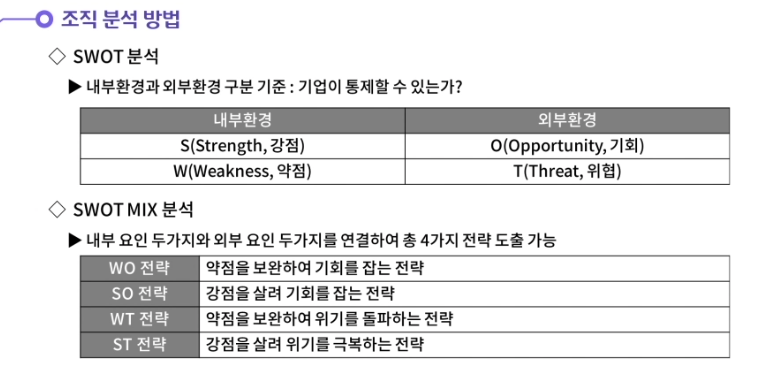 조직 분석 방법
◇ SWOT 분석
▶ 내부환경과 외부환경 구분 기준 : 기업이 통제할 수 있는가?
내부환경 외부환경
S(Strength, 강점) O(Opportunity, 기회)
W(Weakness, 약점) T(Threat, 위협)
◇ SWOT MIX 분석
▶ 내부 요인 두가지와 외부 요인 두가지를 연결하여 총 4가지 전략 도출 가능
WO 전략 약점을 보완하여 기회를 잡는 전략
SO 전략 강점을 살려 기회를 잡는 전략
WT 전략 약점을 보완하여 위기를 돌파하는 전략
ST 전략 강점을 살려 위기를 극복하는 전략